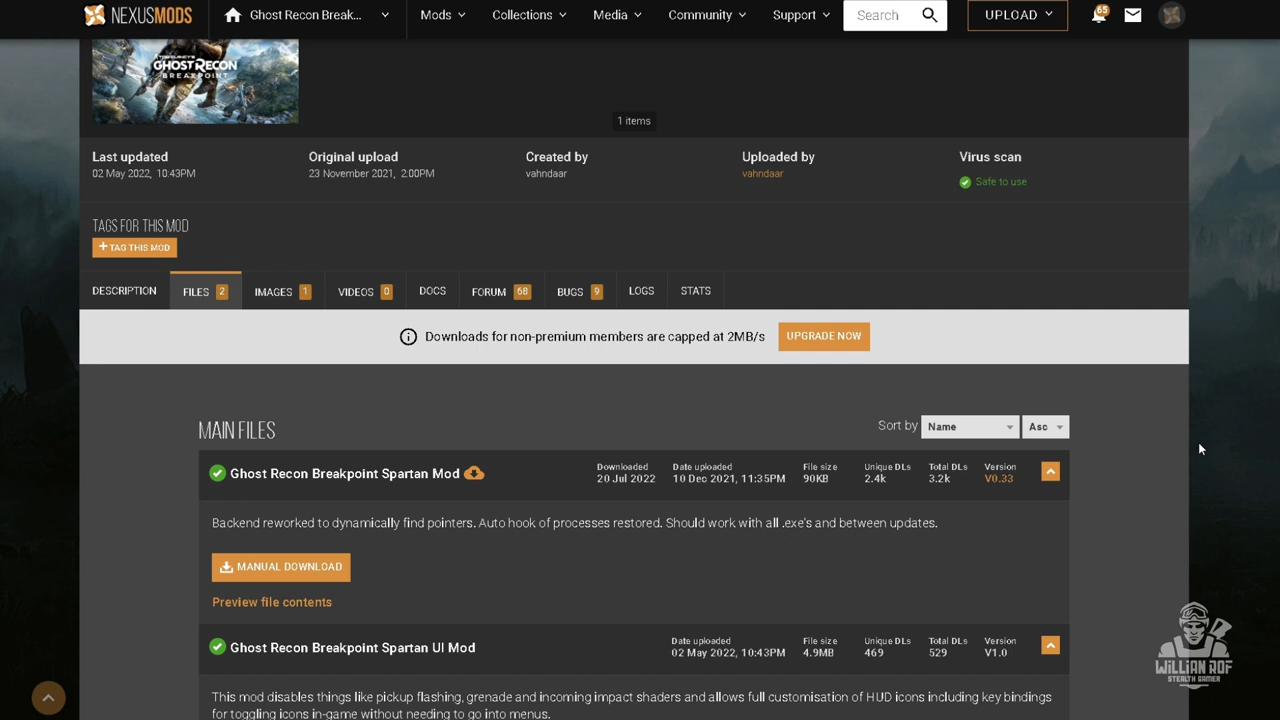 NEXUSMODS Ghost Recon Break... Mods Collections Media Community Support Search UPLOAD 65
TOM CLANCY'S
GHOST RECON
BREAKPOINT
1 items
Last updated Original upload Created by Uploaded by Virus scan
02 May 2022, 10:43PM 23 November 2021, 2:00PM vahndaar vahndaar Safe to use
TAGS FOR THIS MOD
+ TAG THIS MOD
DESCRIPTION FILES 2 IMAGES 1 VIDEOS 0 DOCS FORUM 68 BUGS 9 LOGS STATS
Downloads for non-premium members are capped at 2MB/s UPGRADE NOW
MAIN FILES Sort by Name Asc
Ghost Recon Breakpoint Spartan Mod Downloaded Date uploaded File size Unique DLs Total DLs Version
20 Jul 2022 10 Dec 2021, 11:35PM 90KB 2.4k 3.2k V0.33
Backend reworked to dynamically find pointers. Auto hook of processes restored. Should work with all .exe's and between updates.
MANUAL DOWNLOAD
Preview file contents
Ghost Recon Breakpoint Spartan UI Mod Date uploaded File size Unique DLs Total DLs Version
02 May 2022, 10:43PM 4.9MB 469 529 V1.0
This mod disables things like pickup flashing, grenade and incoming impact shaders and allows full customisation of HUD icons including key bindings
for toggling icons in-game without needing to go into menus.
WILLIAN ROF
STEALTH GAMER